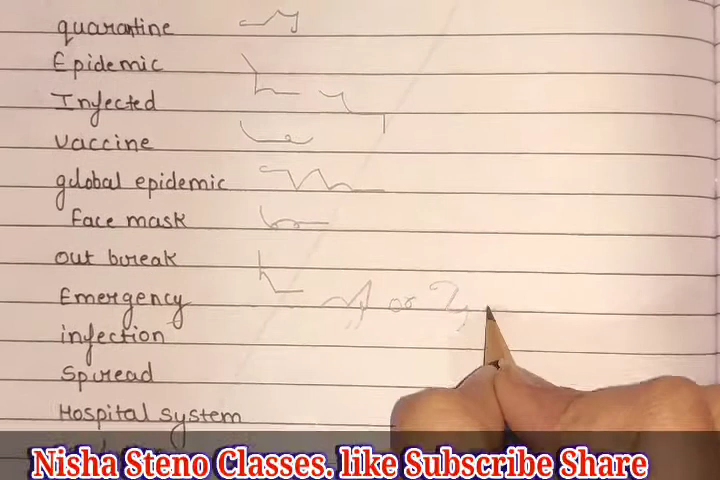 quarantine
Epidemic
Infected
vaccine
global epidemic
face mask
out break
Emergency or
infection
Spread
Hospital system
Nisha Steno Classes. like Subscribe Share